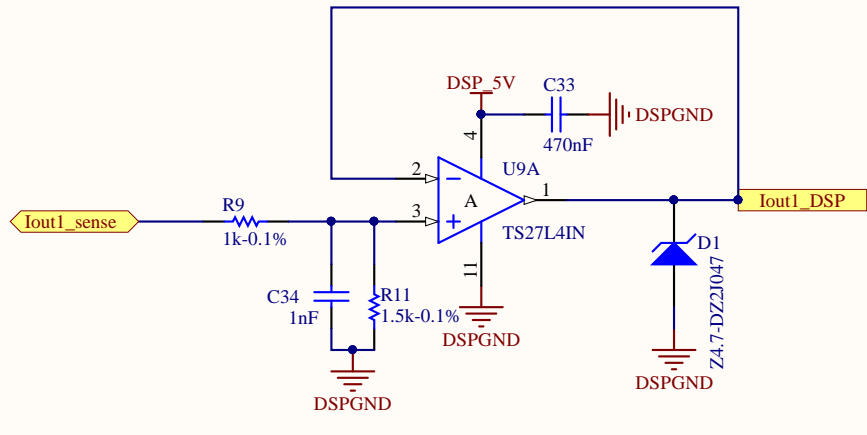 DSP_5V
C33
DSPGND
470nF
4
2
U9A
A
1
Iout1_DSP
R9
Iout1_sense
1k-0.1%
3
TS27L4IN
D1
11
C34
1nF
R11
1.5k-0.1%
Z4.7-DZ2J047
DSPGND
DSPGND
DSPGND